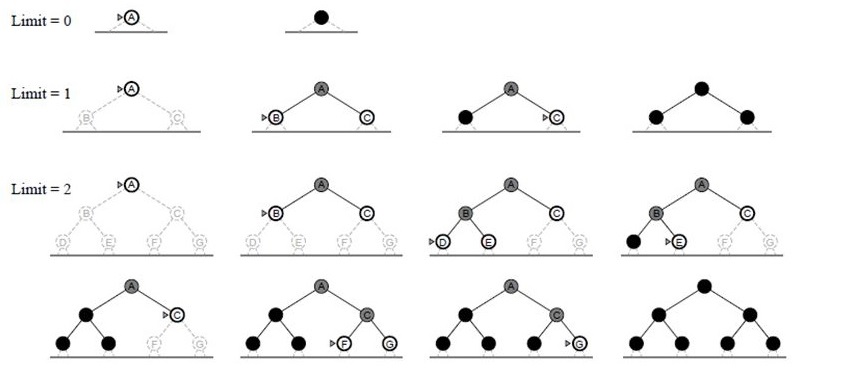 Limit = 0 A
Limit = 1 A A A
B C B C C
Limit = 2 A A A A
B C B C B C B C
D E F G D E F G D E F G E F G
A A A
C C C
F G F G G